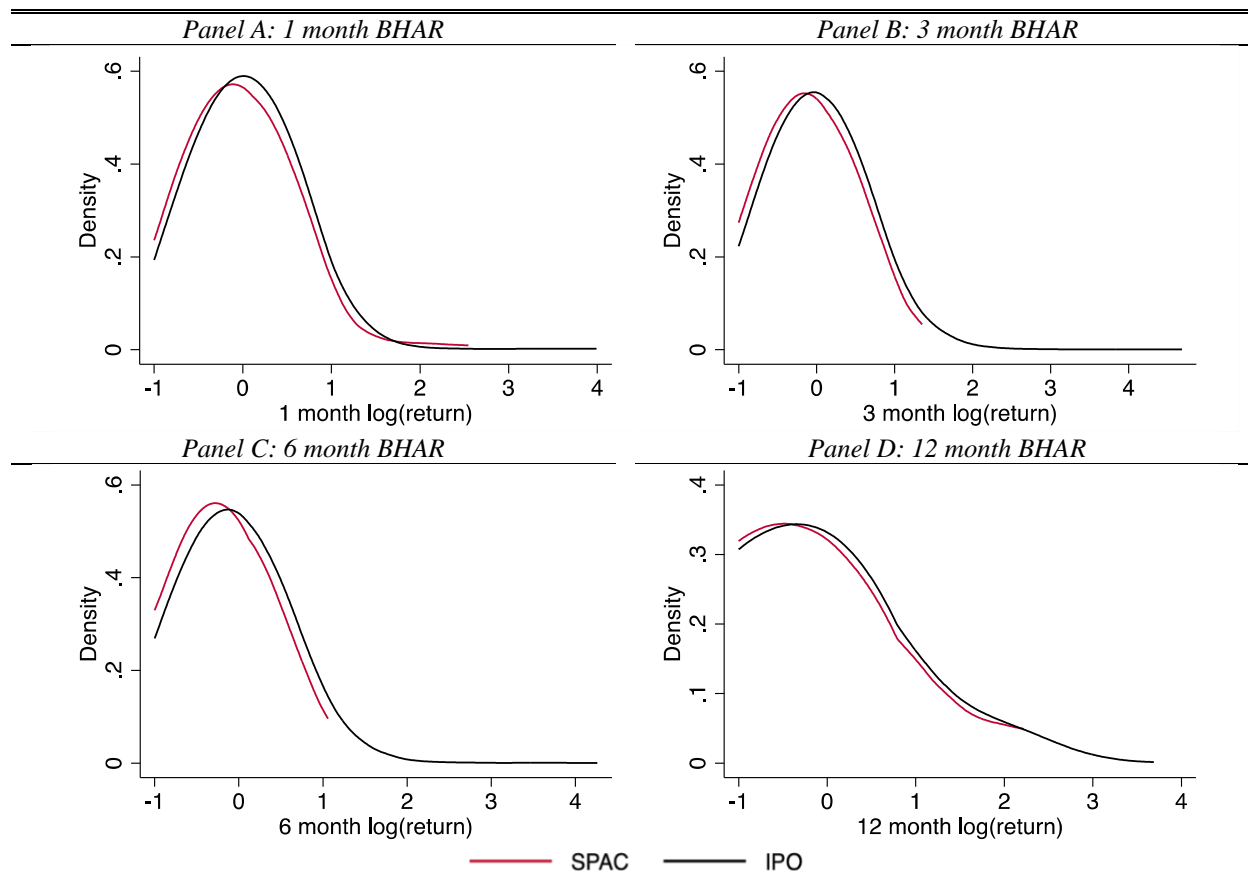 Panel A: 1 month BHAR
Panel B: 3 month BHAR
.6
.4
.2
0
Density
-1 0 1 2 3 4
1 month log(return)
.6
.4
.2
0
Density
-1 0 1 2 3 4
3 month log(return)
Panel C: 6 month BHAR
Panel D: 12 month BHAR
.6
.4
.2
0
Density
-1 0 1 2 3 4
6 month log(return)
.4
.3
.2
.1
0
Density
-1 0 1 2 3 4
12 month log(return)
SPAC IPO